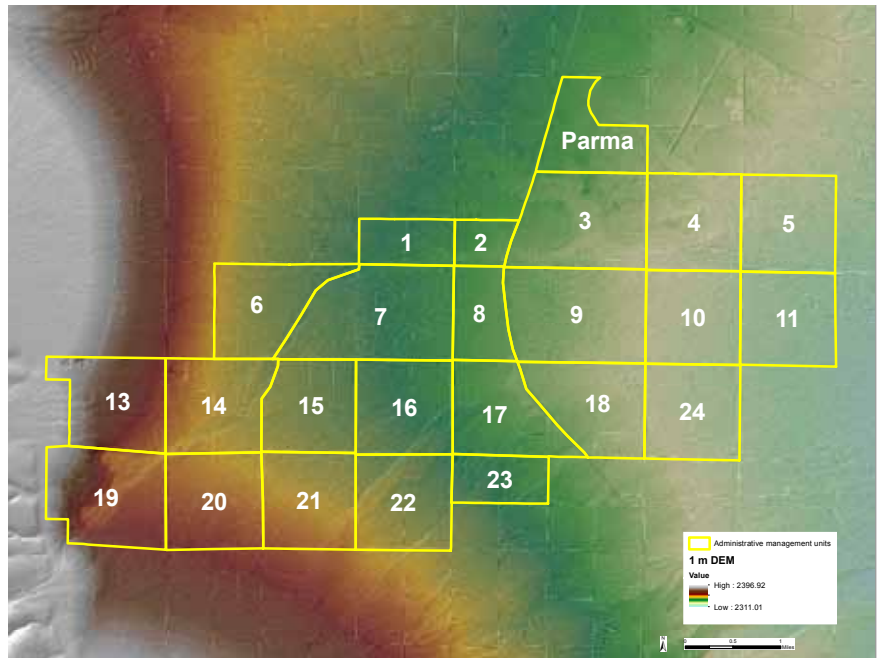 Parma
3 4 5
1 2
6 7 8 9 10 11
13 14 15 16 17 18 24
19 20 21 22 23
Administrative management units
1 m DEM
Value
High : 2396.92
Low : 2311.01
N
0 0.5 1
Miles